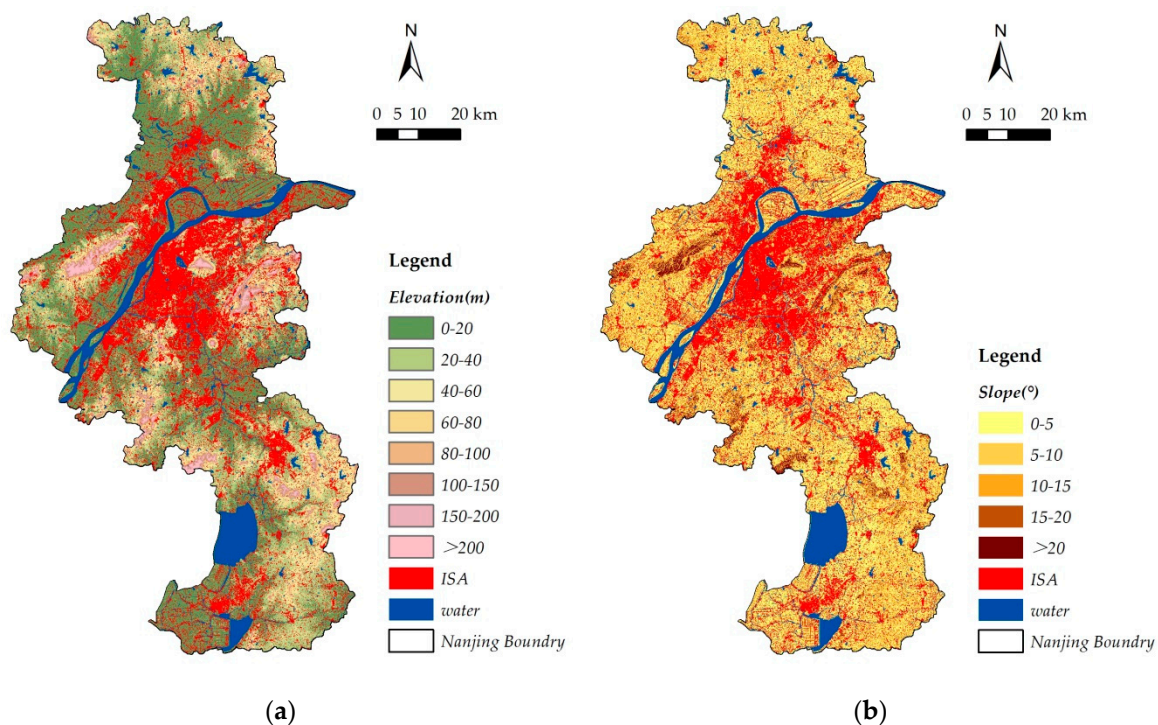 N
0 5 10 20 km
Legend
Elevation(m)
0-20
20-40
40-60
60-80
80-100
100-150
150-200
>200
ISA
water
Nanjing Boundry
(a)
N
0 5 10 20 km
Legend
Slope(°)
0-5
5-10
10-15
15-20
>20
ISA
water
Nanjing Boundry
(b)